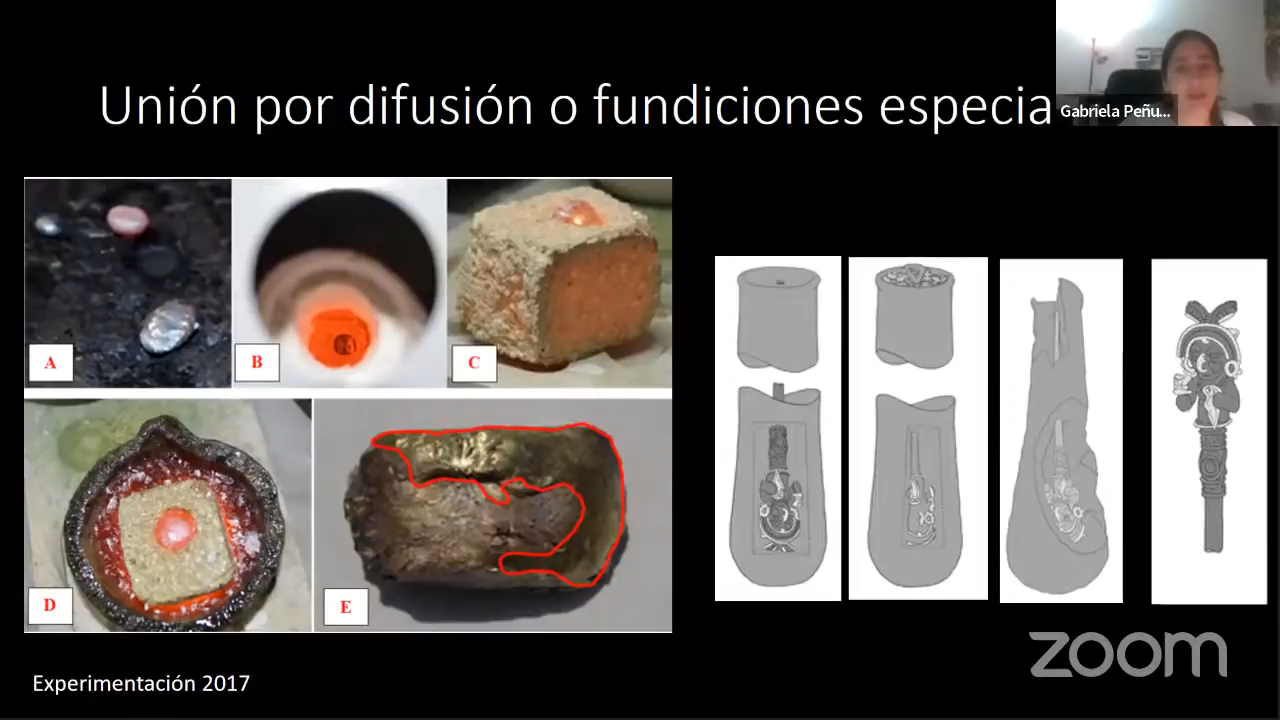 Unión por difusión o fundiciones especia
Gabriela Peñu...
A
B
C
D
E
Experimentación 2017
zoom